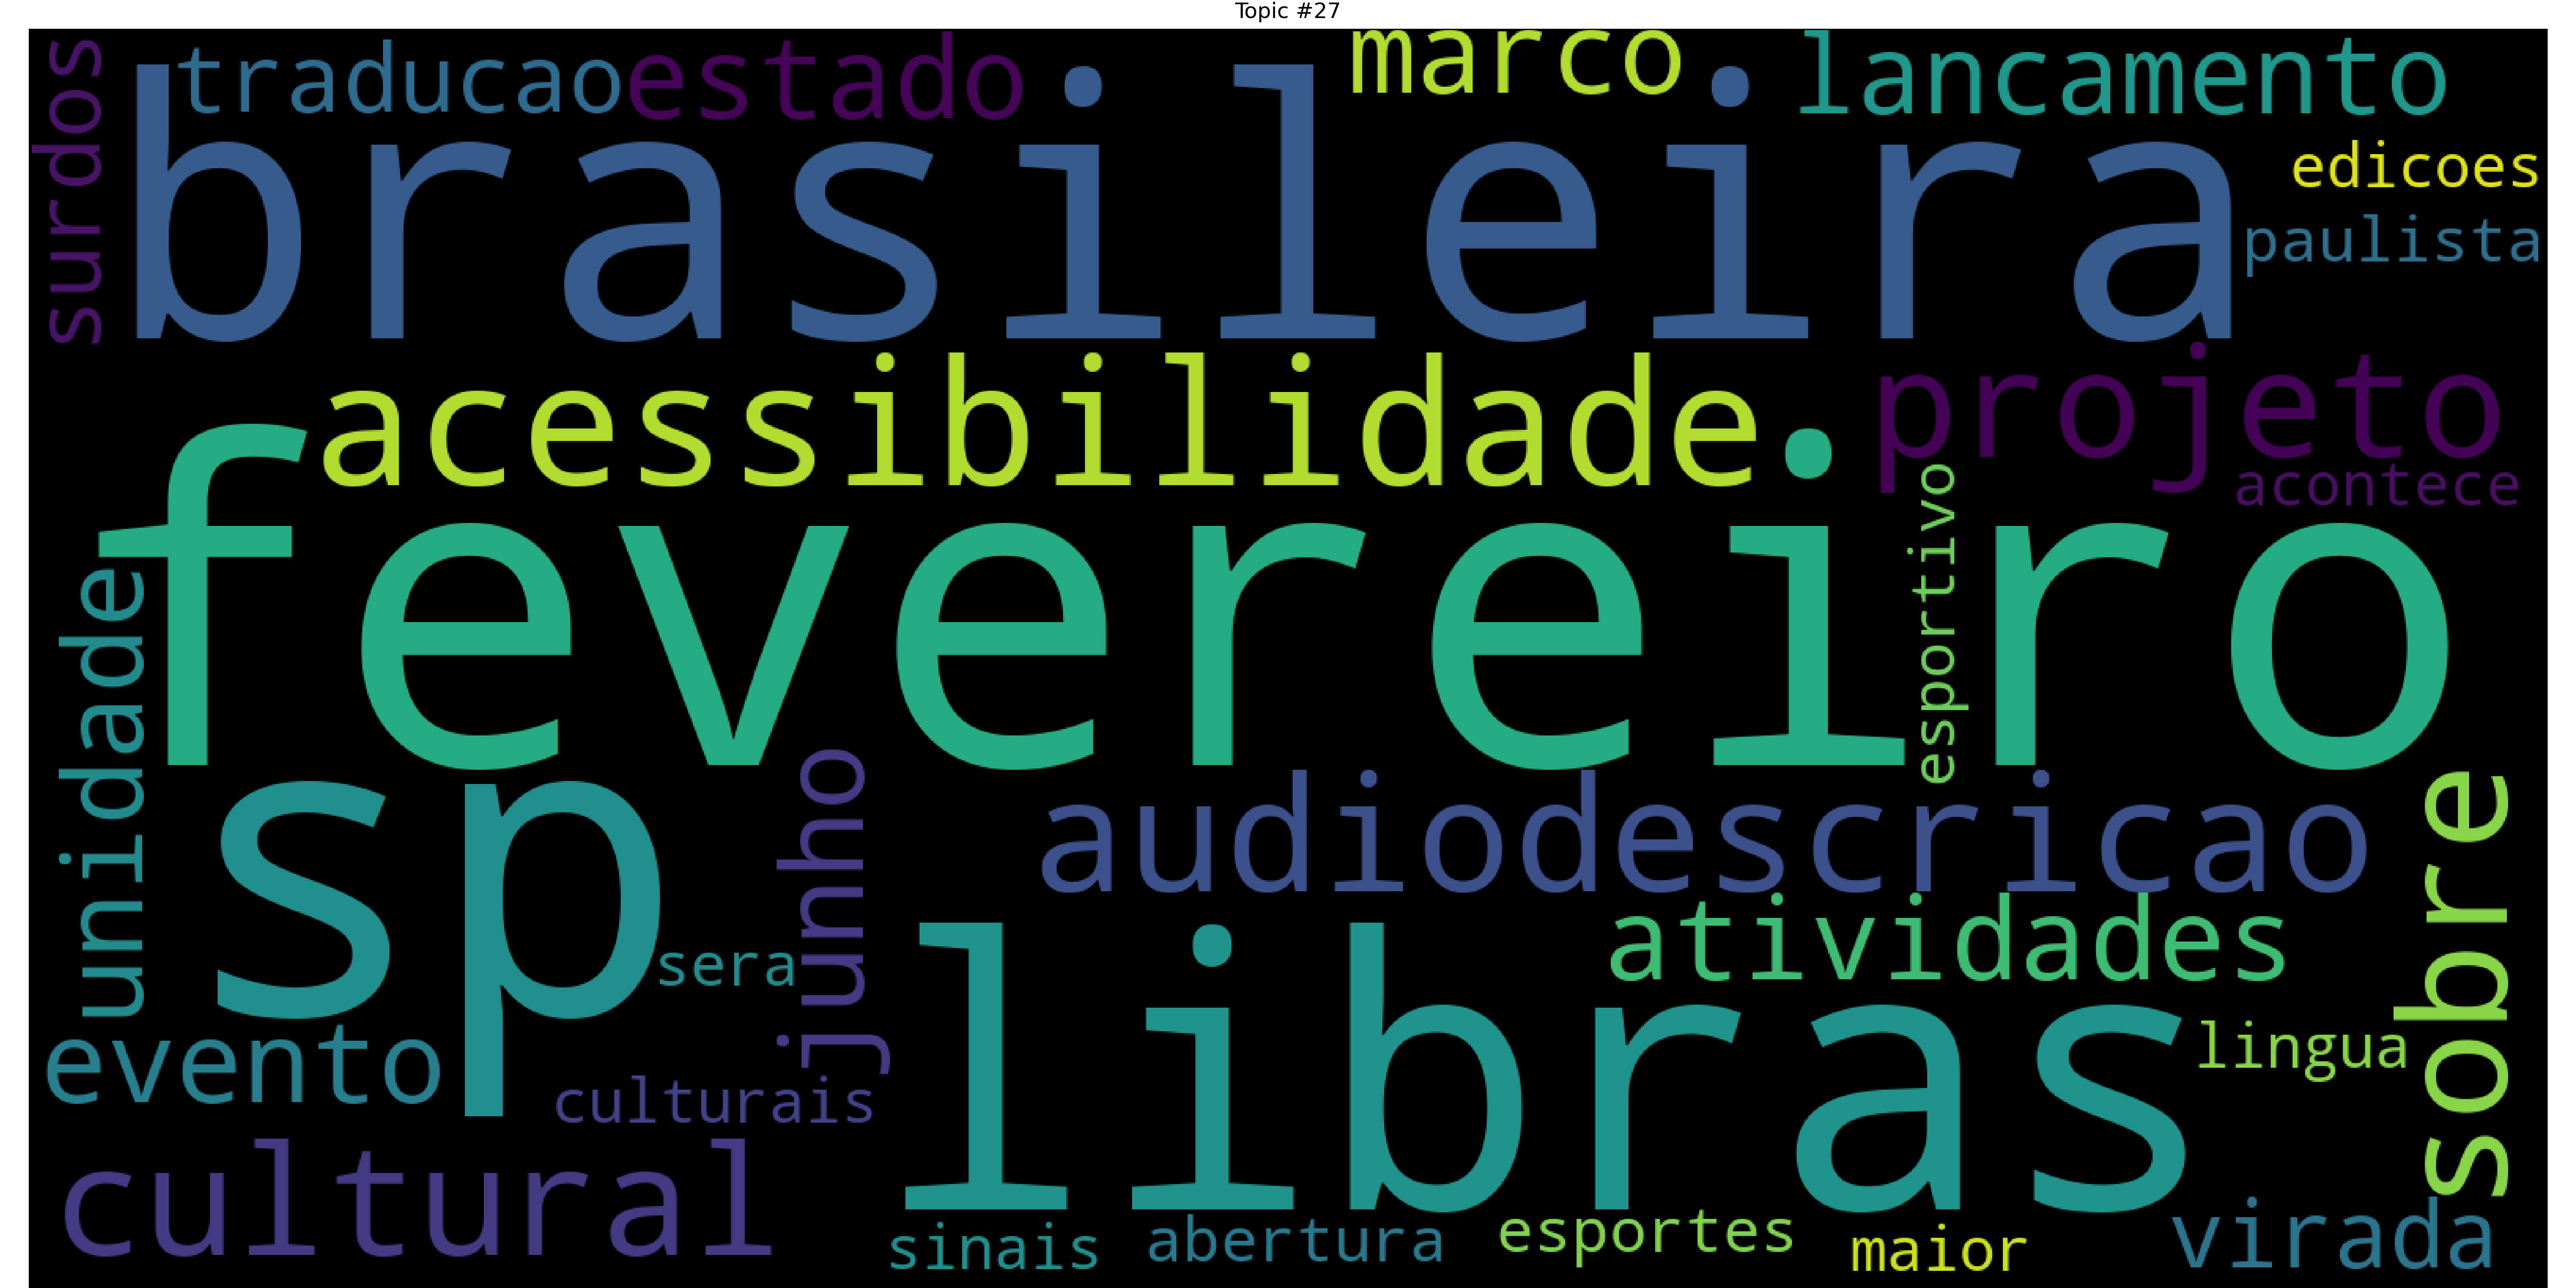 Topic #27
surdos
traducao
estado
marco
lancamento
brasileira
edicoes
paulista
acessibilidade
projeto
acontece
fevereiro
esportivo
unidade
sp
junho
audiodescricao
sobre
atividades
sera
libras
lingua
evento
culturais
cultural
sinais
abertura
esportes
maior
virada